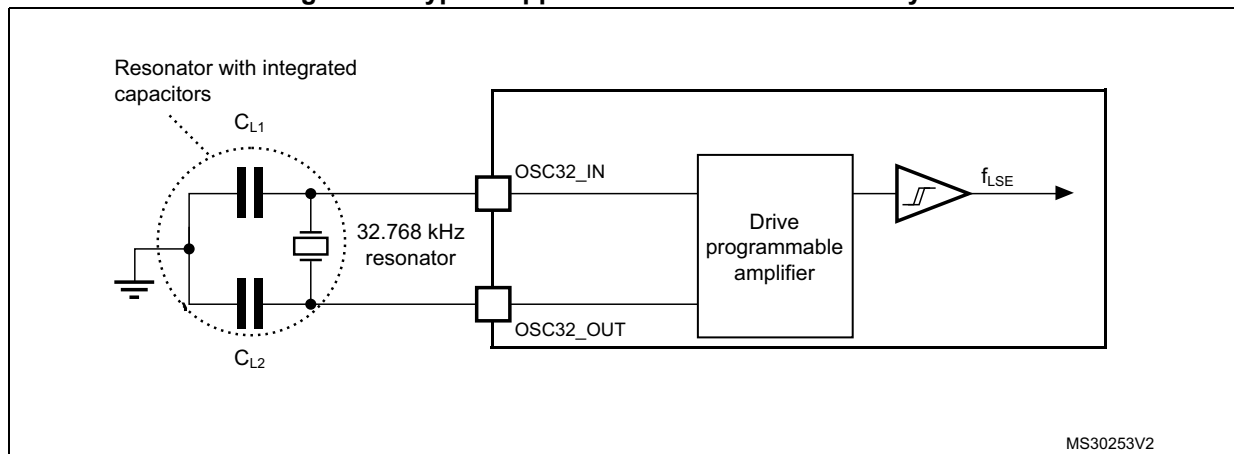 Resonator with integrated
capacitors
CL1
OSC32_IN
fLSE
32.768 kHz
resonator
Drive
programmable
amplifier
OSC32_OUT
CL2
MS30253V2